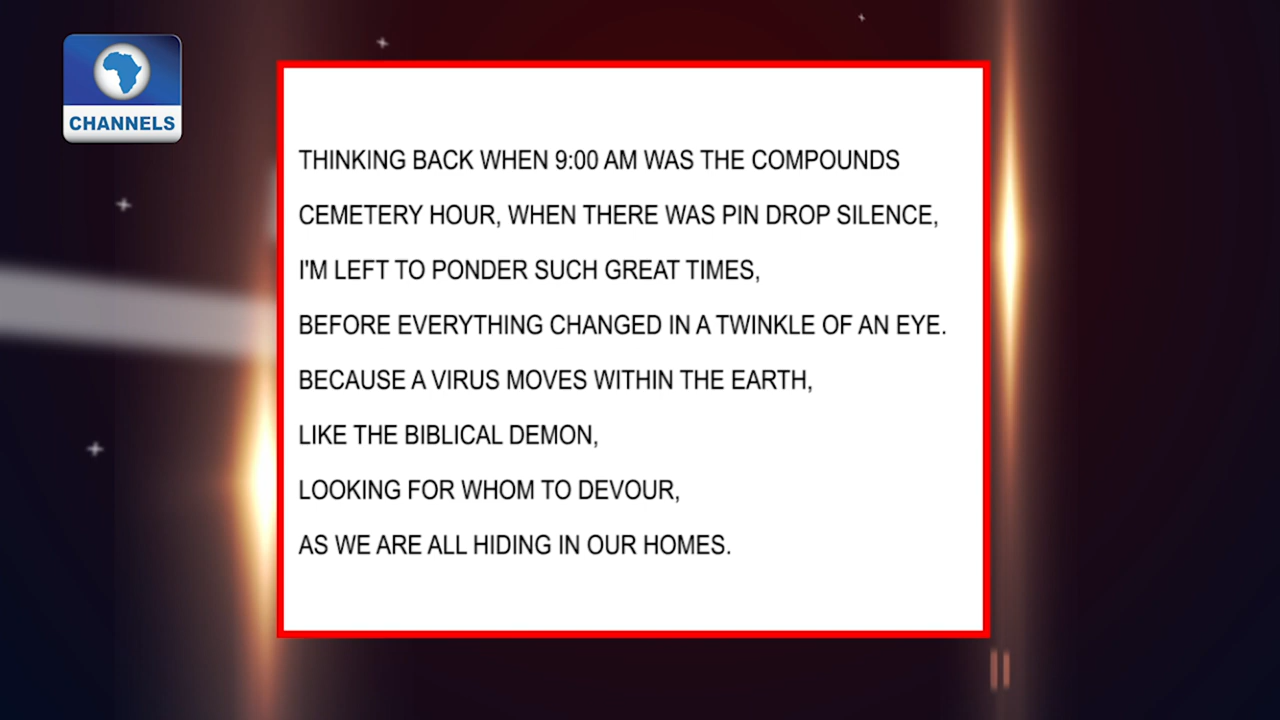 CHANNELS
THINKING BACK WHEN 9:00 AM WAS THE COMPOUNDS
CEMETERY HOUR, WHEN THERE WAS PIN DROP SILENCE,
I'M LEFT TO PONDER SUCH GREAT TIMES,
BEFORE EVERYTHING CHANGED IN A TWINKLE OF AN EYE.
BECAUSE A VIRUS MOVES WITHIN THE EARTH,
LIKE THE BIBLICAL DEMON,
LOOKING FOR WHOM TO DEVOUR,
AS WE ARE ALL HIDING IN OUR HOMES.